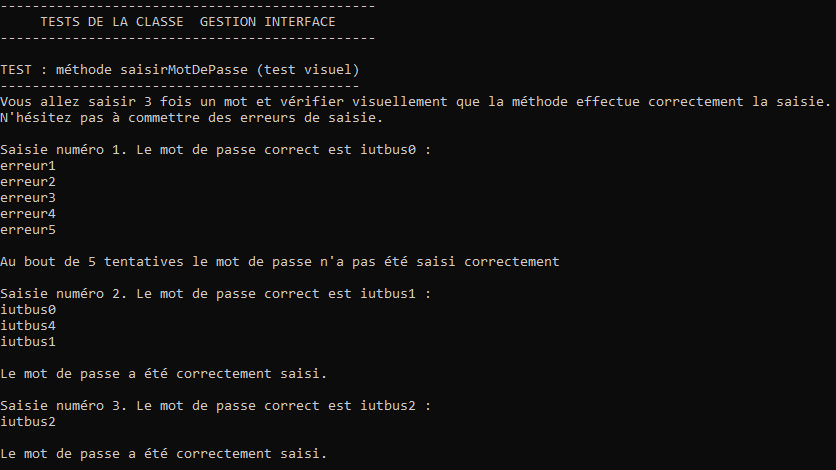 -----------------------------------------------
TESTS DE LA CLASSE  GESTION INTERFACE
-----------------------------------------------
TEST : méthode saisirMotDePasse (test visuel)
---------------------------------------------
Vous allez saisir 3 fois un mot et vérifier visuellement que la méthode effectue correctement la saisie.
N'hésitez pas à commettre des erreurs de saisie.
Saisie numéro 1. Le mot de passe correct est iutbus0 :
erreur1
erreur2
erreur3
erreur4
erreur5
Au bout de 5 tentatives le mot de passe n'a pas été saisi correctement
Saisie numéro 2. Le mot de passe correct est iutbus1 :
iutbus0
iutbus4
iutbus1
Le mot de passe a été correctement saisi.
Saisie numéro 3. Le mot de passe correct est iutbus2 :
iutbus2
Le mot de passe a été correctement saisi.